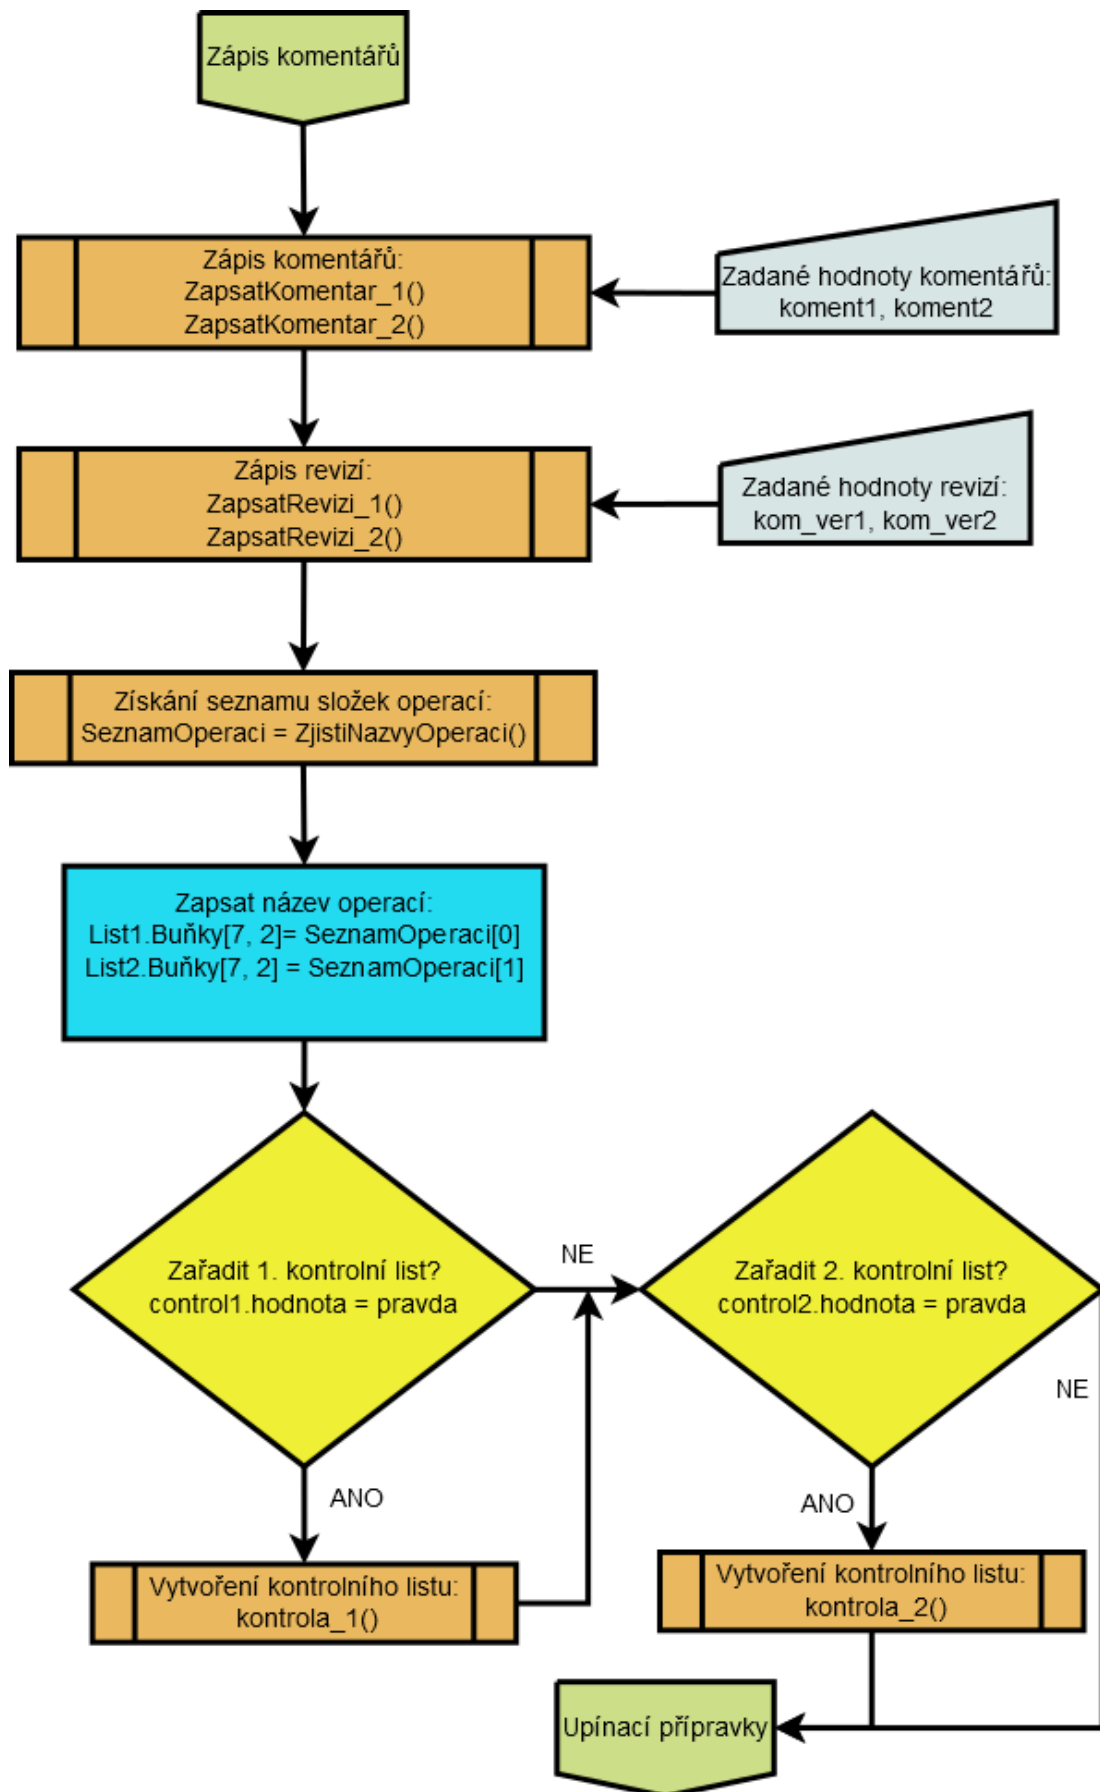 Zápis komentářů
Zápis komentářů:
ZapsatKomentar_1()
ZapsatKomentar_2()
Zadané hodnoty komentářů:
koment1, koment2
Zápis revizí:
ZapsatRevizi_1()
ZapsatRevizi_2()
Zadané hodnoty revizí:
kom_ver1, kom_ver2
Získání seznamu složek operací:
SeznamOperaci = ZjistiNazvyOperaci()
Zapsat název operací:
List1.Buňky[7, 2]= SeznamOperaci[0]
List2.Buňky[7, 2] = SeznamOperaci[1]
Zařadit 1. kontrolní list?
control1.hodnota = pravda
NE
Zařadit 2. kontrolní list?
control2.hodnota = pravda
NE
ANO
ANO
Vytvoření kontrolního listu:
kontrola_1()
Vytvoření kontrolního listu:
kontrola_2()
Upínací přípravky